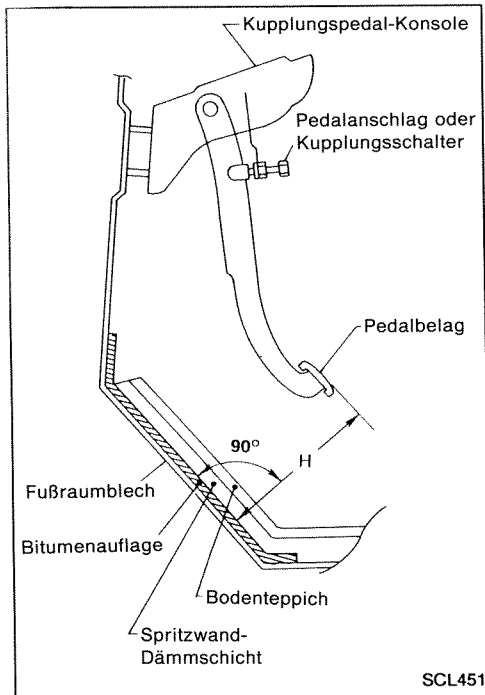 Kupplungspedal-Konsole
Pedalanschlag oder
Kupplungsschalter
Pedalbelag
90°
H
Fußraumblech
Bitumenauflage
Bodenteppich
Spritzwand-
Dämmschicht
SCL451